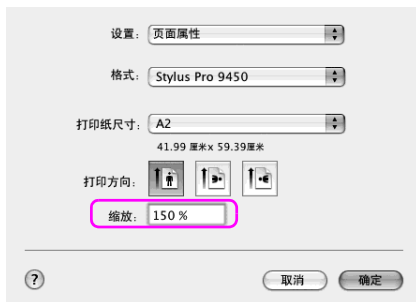 设置：页面属性
格式：Stylus Pro 9450
打印纸尺寸：A2
41.99 厘米x 59.39厘米
打印方向：
缩放：150 %
? 取消 确定